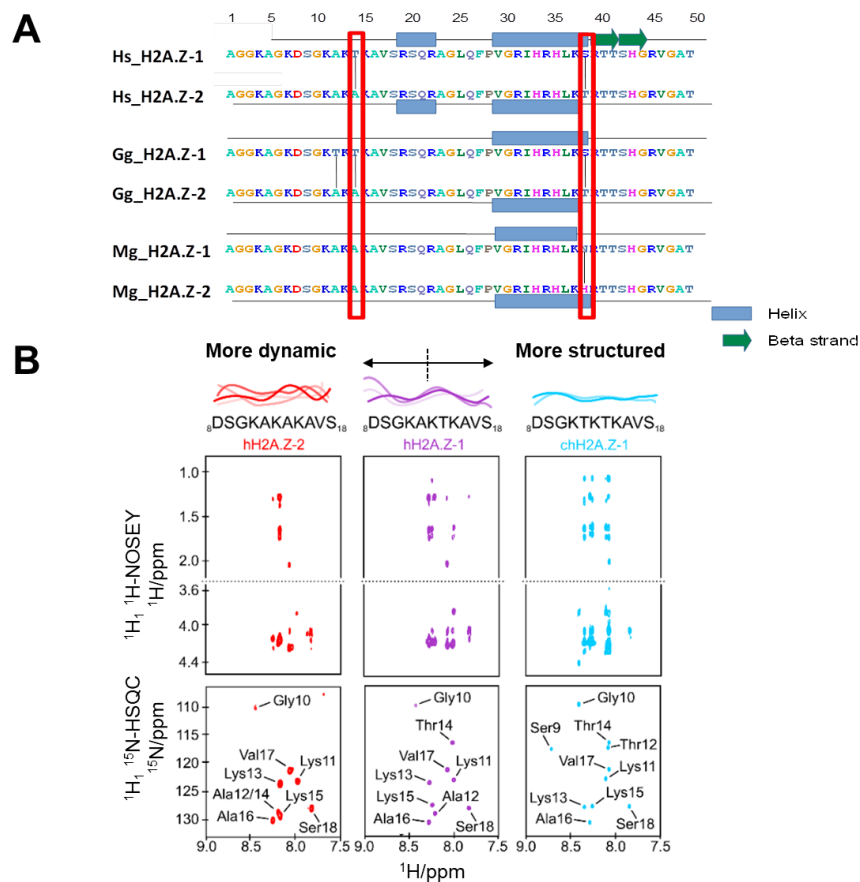 A
1 5 10 15 20 25 30 35 40 45 50
Hs_H2A.Z-1 AGGKAGKDSGKAKTKAVSRSQRAGLQFPVGRIHRHLKSRTTSHGRVGAT
Hs_H2A.Z-2 AGGKAGKDSGKAKAKAVSRSQRAGLQFPVGRIHRHLKTRTTSHGRVGAT
Gg_H2A.Z-1 AGGKAGKDSGKTKTKAVSRSQRAGLQFPVGRIHRHLKSRTTSHGRVGAT
Gg_H2A.Z-2 AGGKAGKDSGKAKAKAVSRSQRAGLQFPVGRIHRHLKTRTTSHGRVGAT
Mg_H2A.Z-1 AGGKAGKDSGKAKAKAVSRSQRAGLQFPVGRIHRHLKNRTTSHGRVGAT
Mg_H2A.Z-2 AGGKAGKDSGKAKAKAVSRSQRAGLQFPVGRIHRHLKHRTTSHGRVGAT
Helix
Beta strand
B
More dynamic More structured
₈DSGKAKAKAVS₁₈ ₈DSGKAKTKAVS₁₈ ₈DSGKTKTKAVS₁₈
hH2A.Z-2 hH2A.Z-1 chH2A.Z-1
¹H₁ ¹H-NOSEY
¹H/ppm
1.0
1.5
2.0
3.6
4.0
4.4
¹H₁ ¹⁵N-HSQC
¹⁵N/ppm
110
115
120
125
130
Gly10
Val17
Lys11
Lys13
Ala12/14
Lys15
Ala16
Ser18
Gly10
Thr14
Val17
Lys11
Lys13
Lys15
Ala12
Ala16
Ser18
Gly10
Ser9
Thr14
Thr12
Val17
Lys11
Lys13
Lys15
Ala16
Ser18
9.0 8.5 8.0 7.5 9.0 8.5 8.0 7.5 9.0 8.5 8.0 7.5
¹H/ppm